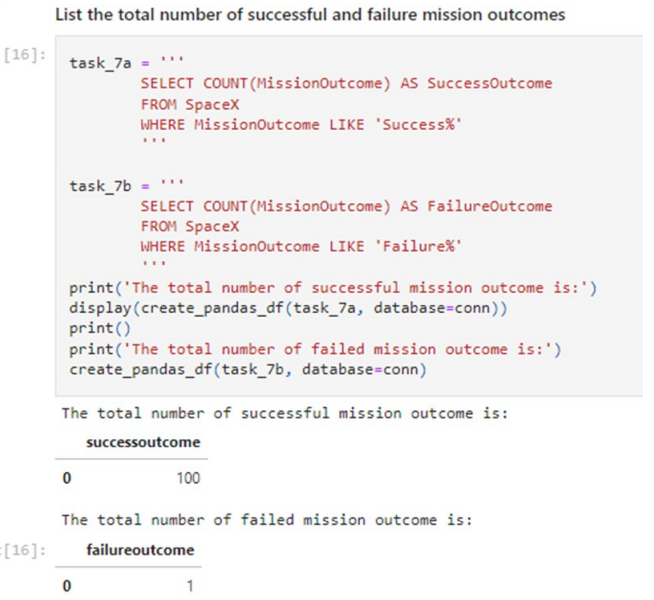 List the total number of successful and failure mission outcomes
[16]:
task_7a = '''
SELECT COUNT(MissionOutcome) AS SuccessOutcome
FROM SpaceX
WHERE MissionOutcome LIKE 'Success%'
'''
task_7b = '''
SELECT COUNT(MissionOutcome) AS FailureOutcome
FROM SpaceX
WHERE MissionOutcome LIKE 'Failure%'
'''
print('The total number of successful mission outcome is:')
display(create_pandas_df(task_7a, database=conn))
print()
print('The total number of failed mission outcome is:')
create_pandas_df(task_7b, database=conn)
The total number of successful mission outcome is:
successoutcome
0 100
The total number of failed mission outcome is:
[16]: failureoutcome
0 1